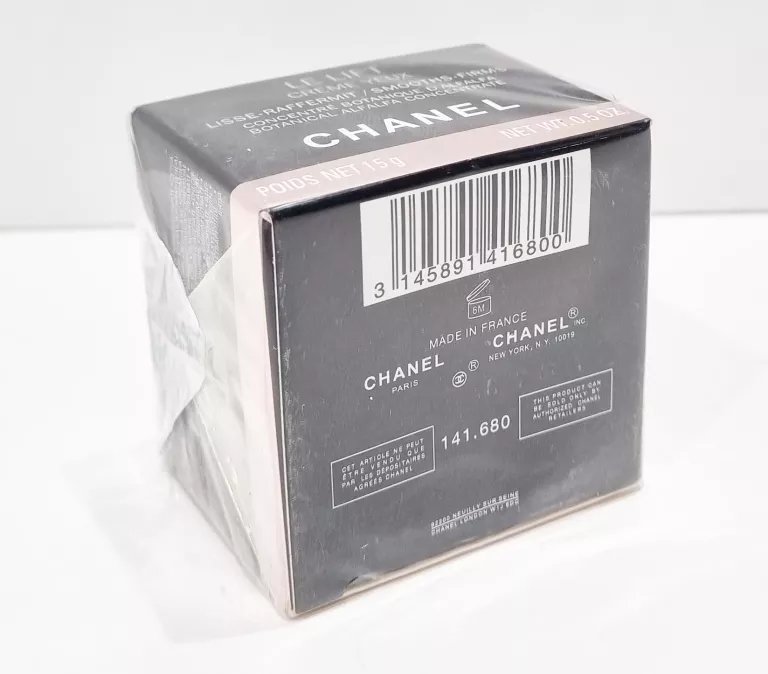 LE LIFT
CRÈME YEUX
LISSE-RAFFERMIT / SMOOTHS-FIRMS
CONCENTRÉ BOTANIQUE D'ALFALFA
BOTANICAL ALFALFA CONCENTRATE
CHANEL
POIDS NET 15 g
NET WT. 0.5 OZ.
3 145891 416800
6M
MADE IN FRANCE
CHANEL
PARIS
®
CHANEL® INC.
NEW YORK, N.Y. 10019
CET ARTICLE NE PEUT
ÊTRE VENDU QUE
PAR LES DÉPOSITAIRES
AGRÉÉS CHANEL
141.680
THIS PRODUCT CAN
BE SOLD ONLY BY
AUTHORIZED CHANEL
RETAILERS
92200 NEUILLY SUR SEINE
CHANEL LONDON W1J 6DG